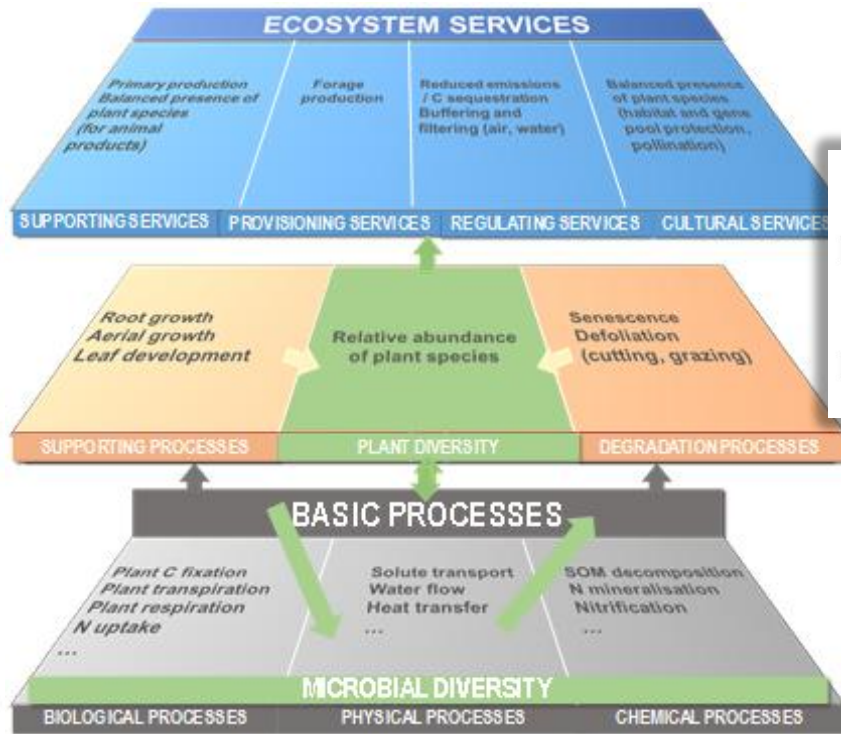 ECOSYSTEM SERVICES
Primary production
Balanced presence of
plant species
(for animal
products)
Forage
production
Reduced emissions
/ C sequestration
Buffering and
filtering (air, water)
Balanced presence
of plant species
(habitat and gene
pool protection,
pollination)
SUPPORTING SERVICES
PROVISIONING SERVICES
REGULATING SERVICES
CULTURAL SERVICES
Root growth
Aerial growth
Leaf development
Relative abundance
of plant species
Senescence
Defoliation
(cutting, grazing)
SUPPORTING PROCESSES
PLANT DIVERSITY
DEGRADATION PROCESSES
BASIC PROCESSES
Plant C fixation
Plant transpiration
Plant respiration
N uptake
...
Solute transport
Water flow
Heat transfer
...
SOM decomposition
N mineralisation
Nitrification
...
MICROBIAL DIVERSITY
BIOLOGICAL PROCESSES
PHYSICAL PROCESSES
CHEMICAL PROCESSES